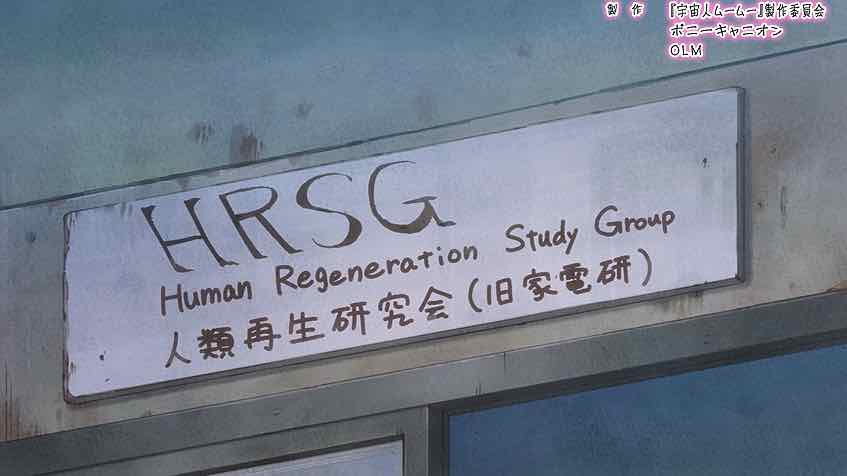 製作 『宇宙人ムームー』製作委員会
ポニーキャニオン
OLM
HRSG
Human Regeneration Study Group
人類再生研究会(旧家電研)